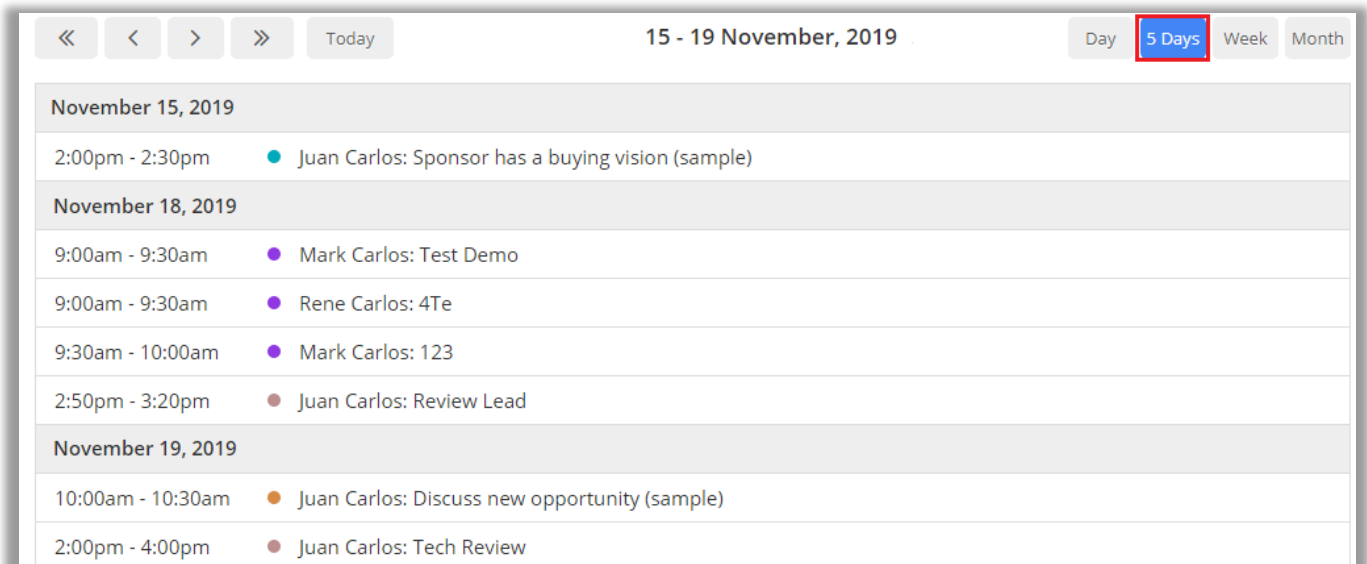 Today 15 - 19 November, 2019 Day 5 Days Week Month
November 15, 2019
2:00pm - 2:30pm Juan Carlos: Sponsor has a buying vision (sample)
November 18, 2019
9:00am - 9:30am Mark Carlos: Test Demo
9:00am - 9:30am Rene Carlos: 4Te
9:30am - 10:00am Mark Carlos: 123
2:50pm - 3:20pm Juan Carlos: Review Lead
November 19, 2019
10:00am - 10:30am Juan Carlos: Discuss new opportunity (sample)
2:00pm - 4:00pm Juan Carlos: Tech Review